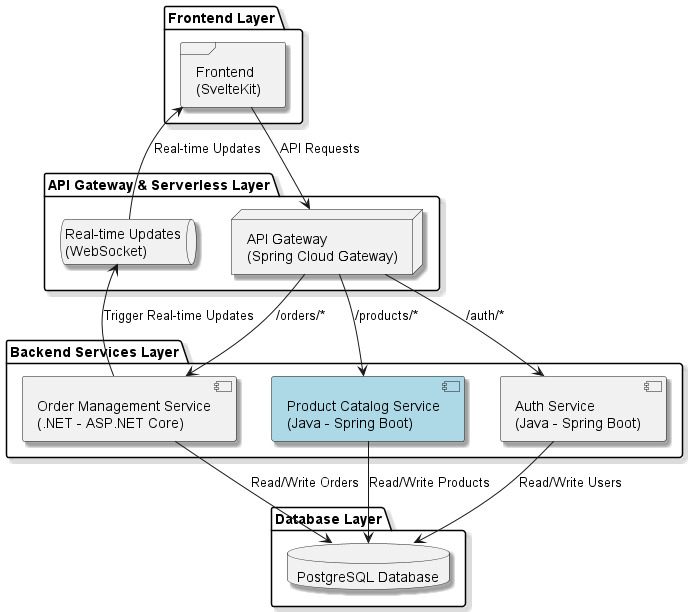 Frontend Layer
Frontend
(SvelteKit)
Real-time Updates
API Requests
API Gateway & Serverless Layer
Real-time Updates
(WebSocket)
API Gateway
(Spring Cloud Gateway)
Trigger Real-time Updates
/orders/*
/products/*
/auth/*
Backend Services Layer
Order Management Service
(.NET - ASP.NET Core)
Product Catalog Service
(Java - Spring Boot)
Auth Service
(Java - Spring Boot)
Read/Write Orders
Read/Write Products
Read/Write Users
Database Layer
PostgreSQL Database